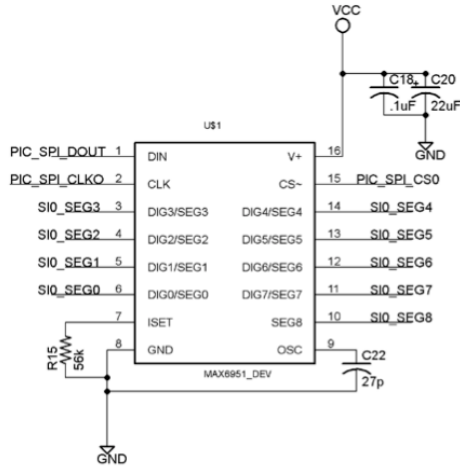 VCC
C18 + C20
.1uF 22uF
GND
U$1
PIC_SPI_DOUT 1 DIN V+ 16
PIC_SPI_CLKO 2 CLK CS~ 15 PIC_SPI_CS0
SI0_SEG3 3 DIG3/SEG3 DIG4/SEG4 14 SI0_SEG4
SI0_SEG2 4 DIG2/SEG2 DIG5/SEG5 13 SI0_SEG5
SI0_SEG1 5 DIG1/SEG1 DIG6/SEG6 12 SI0_SEG6
SI0_SEG0 6 DIG0/SEG0 DIG7/SEG7 11 SI0_SEG7
7 ISET SEG8 10 SI0_SEG8
8 GND OSC 9
R15
56k
C22
27p
MAX6951_DEV
GND